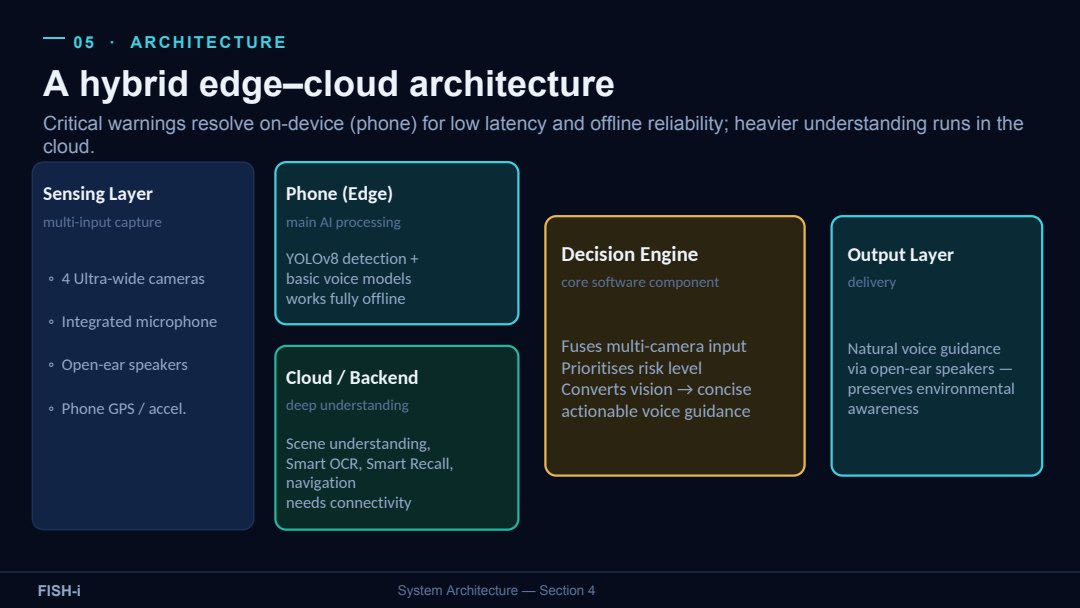 05 · ARCHITECTURE
A hybrid edge–cloud architecture
Critical warnings resolve on-device (phone) for low latency and offline reliability; heavier understanding runs in the
cloud.
Sensing Layer
multi-input capture
◦ 4 Ultra-wide cameras
◦ Integrated microphone
◦ Open-ear speakers
◦ Phone GPS / accel.
Phone (Edge)
main AI processing
YOLOv8 detection +
basic voice models
works fully offline
Cloud / Backend
deep understanding
Scene understanding,
Smart OCR, Smart Recall,
navigation
needs connectivity
Decision Engine
core software component
Fuses multi-camera input
Prioritises risk level
Converts vision → concise
actionable voice guidance
Output Layer
delivery
Natural voice guidance
via open-ear speakers —
preserves environmental
awareness
FISH-i
System Architecture — Section 4